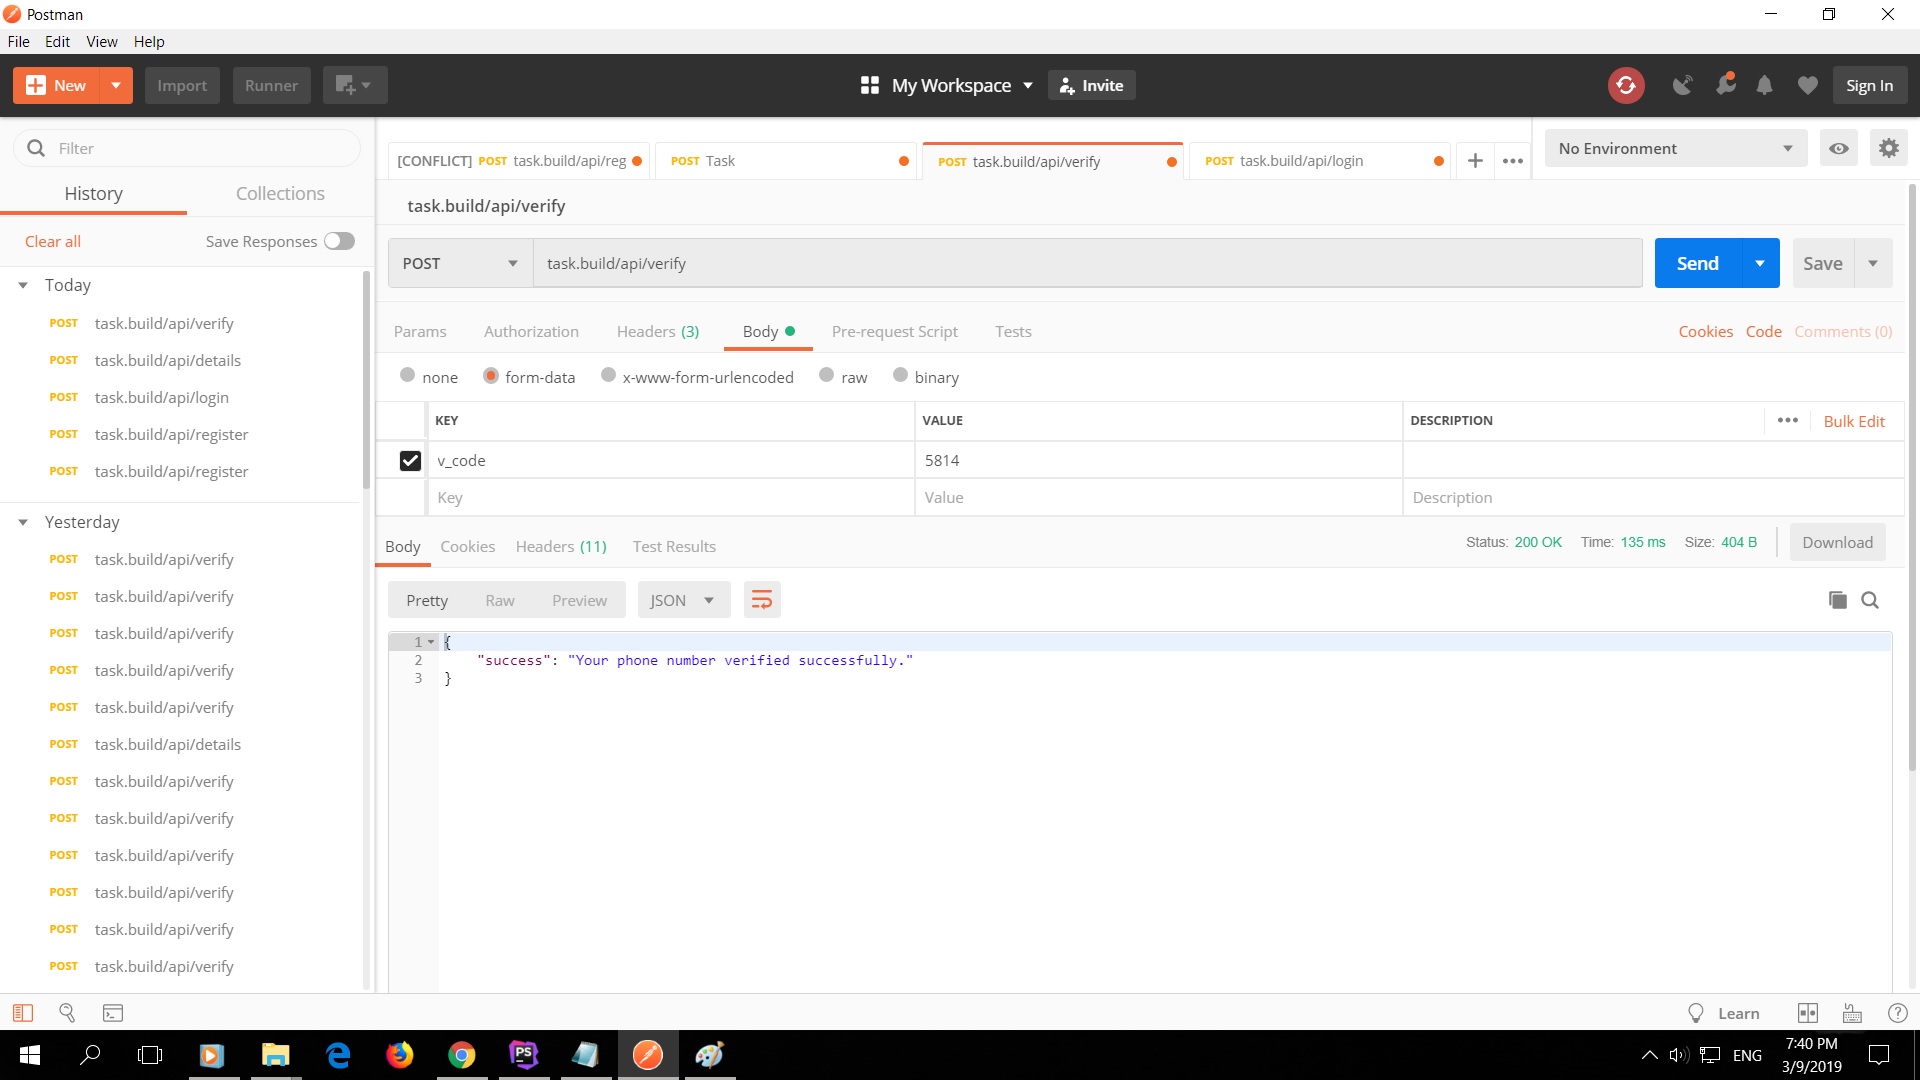 Postman
File Edit View Help
New Import Runner My Workspace Invite Sign In
Filter
History Collections
Clear all Save Responses
Today
POST task.build/api/verify
POST task.build/api/details
POST task.build/api/login
POST task.build/api/register
POST task.build/api/register
Yesterday
POST task.build/api/verify
POST task.build/api/verify
POST task.build/api/verify
POST task.build/api/verify
POST task.build/api/verify
POST task.build/api/details
POST task.build/api/verify
POST task.build/api/verify
POST task.build/api/verify
POST task.build/api/verify
POST task.build/api/verify
POST task.build/api/verify
[CONFLICT] POST task.build/api/reg POST Task POST task.build/api/verify POST task.build/api/login + •••
No Environment
task.build/api/verify
POST task.build/api/verify Send Save
Params Authorization Headers (3) Body Pre-request Script Tests Cookies Code Comments (0)
none form-data x-www-form-urlencoded raw binary
KEY VALUE DESCRIPTION ••• Bulk Edit
v_code 5814
Key Value Description
Body Cookies Headers (11) Test Results Status: 200 OK Time: 135 ms Size: 404 B Download
Pretty Raw Preview JSON
1 {
2 "success": "Your phone number verified successfully."
3 }
Learn
PS ENG 7:40 PM
3/9/2019